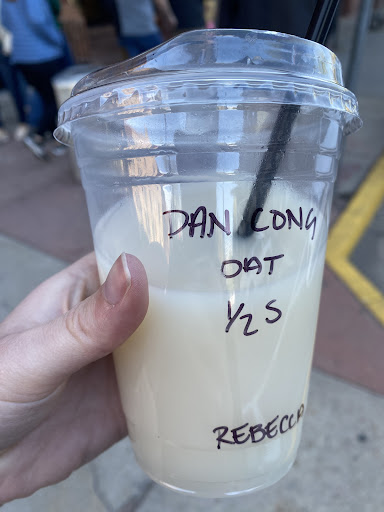 DAN CONG
OAT
1/2 S
REBECCA